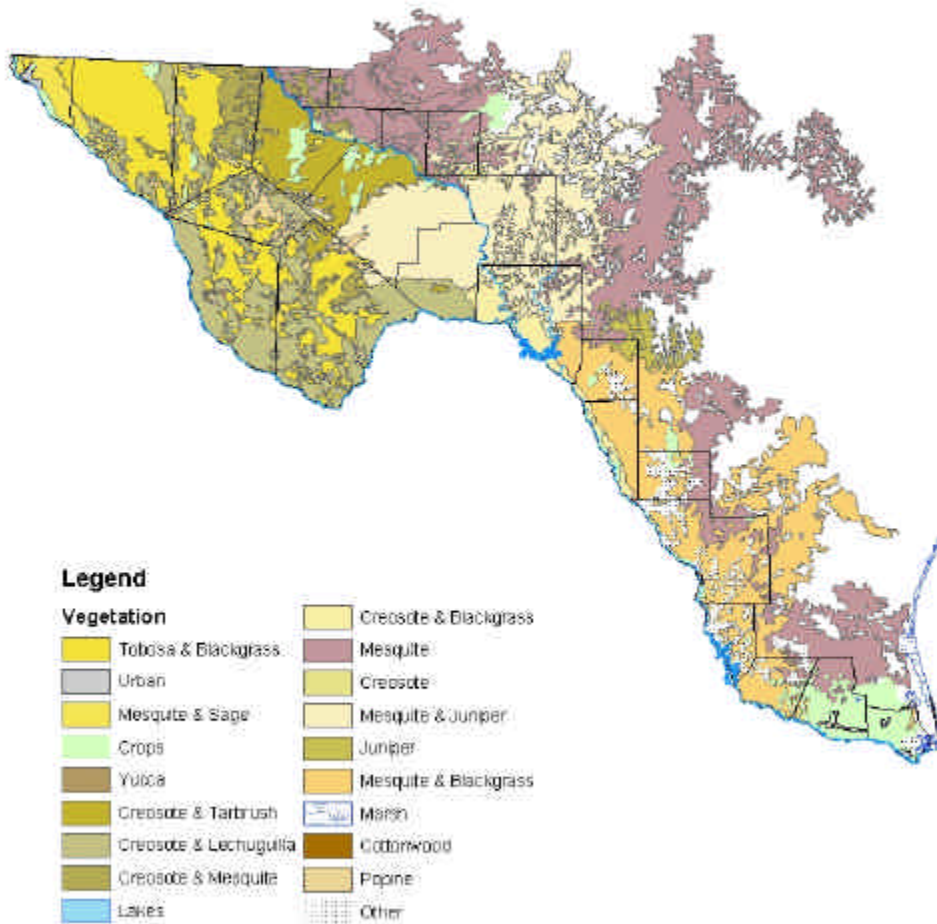 Legend
Vegetation
Tobosa & Blackgrass
Urban
Mesquite & Sage
Crops
Yucca
Creosote & Tarbrush
Creosote & Lechuguilla
Creosote & Mesquite
Lakes
Creosote & Blackgrass
Mesquite
Creosote
Mesquite & Juniper
Juniper
Mesquite & Blackgrass
Marsh
Cottonwood
Popine
Other